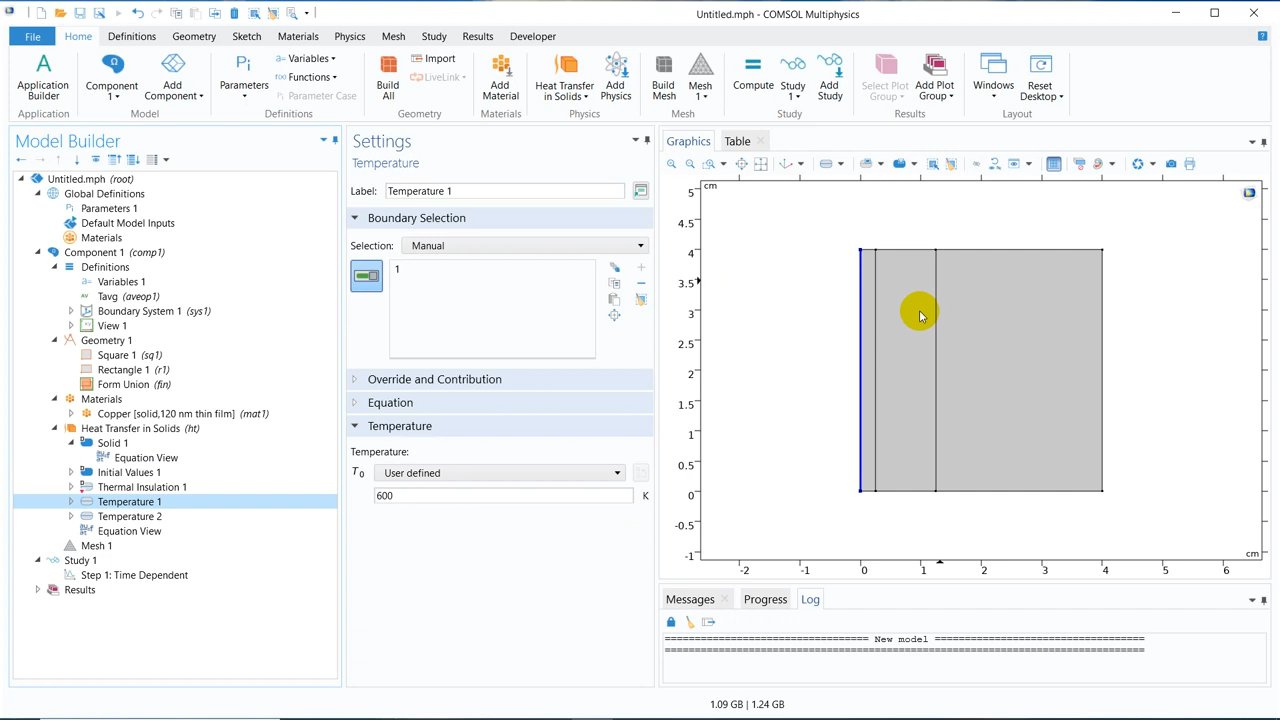 Untitled.mph - COMSOL Multiphysics
File Home Definitions Geometry Sketch Materials Physics Mesh Study Results Developer
Application Builder
Component 1
Add Component
Parameters
a= Variables
f(x) Functions
Parameter Case
Build All
Import
LiveLink
Add Material
Heat Transfer in Solids
Add Physics
Build Mesh
Mesh 1
Compute
Study 1
Add Study
Select Plot Group
Add Plot Group
Windows
Reset Desktop
Application Model Definitions Geometry Materials Physics Mesh Study Results Layout
Model Builder
Untitled.mph (root)
Global Definitions
Parameters 1
Default Model Inputs
Materials
Component 1 (comp1)
Definitions
a= Variables 1
Tavg (aveop1)
Boundary System 1 (sys1)
View 1
Geometry 1
Square 1 (sq1)
Rectangle 1 (r1)
Form Union (fin)
Materials
Copper [solid,120 nm thin film] (mat1)
Heat Transfer in Solids (ht)
Solid 1
Equation View
Initial Values 1
Thermal Insulation 1
Temperature 1
Temperature 2
Equation View
Mesh 1
Study 1
Step 1: Time Dependent
Results
Settings
Temperature
Label: Temperature 1
Boundary Selection
Selection: Manual
1
Override and Contribution
Equation
Temperature
Temperature:
T0 User defined
600 K
Graphics Table
cm
5
4.5
4
3.5
3
2.5
2
1.5
1
0.5
0
-0.5
-1
cm
-2 -1 0 1 2 3 4 5 6
Messages Progress Log
================================= New model ===================================
1.09 GB | 1.24 GB